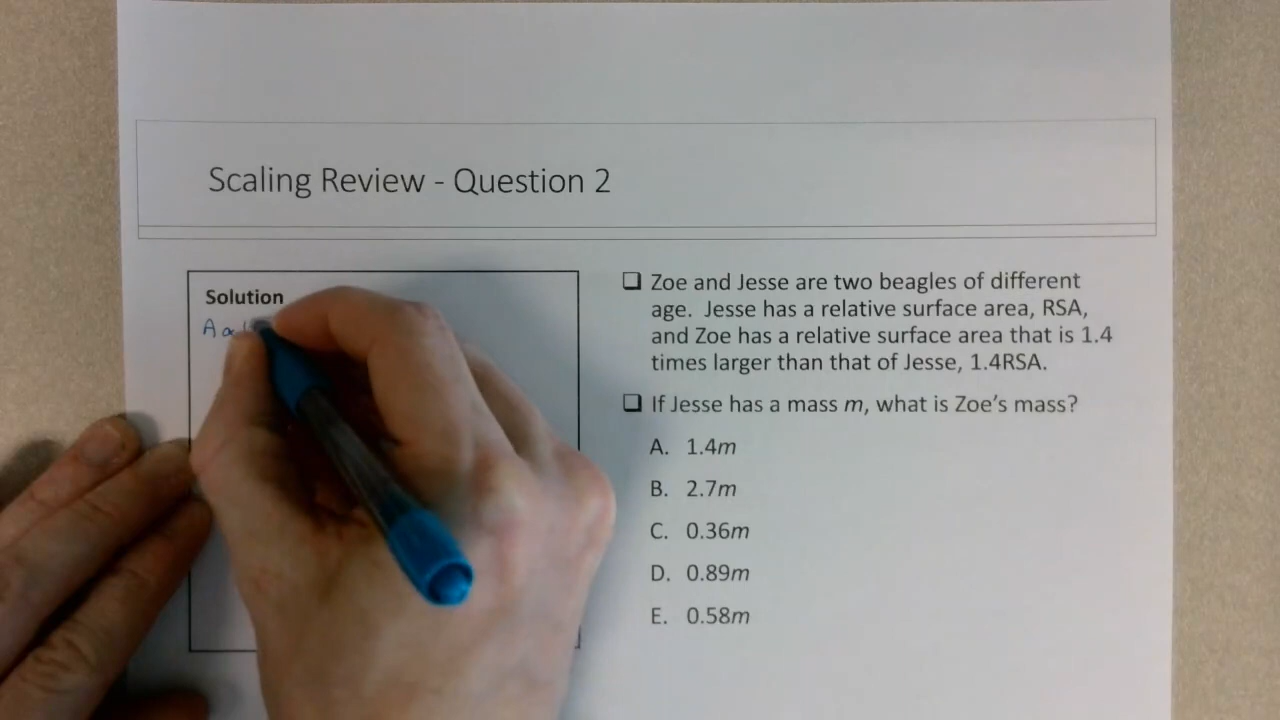 Scaling Review - Question 2
Solution
A α
Zoe and Jesse are two beagles of different
age. Jesse has a relative surface area, RSA,
and Zoe has a relative surface area that is 1.4
times larger than that of Jesse, 1.4RSA.
If Jesse has a mass m, what is Zoe's mass?
A. 1.4m
B. 2.7m
C. 0.36m
D. 0.89m
E. 0.58m